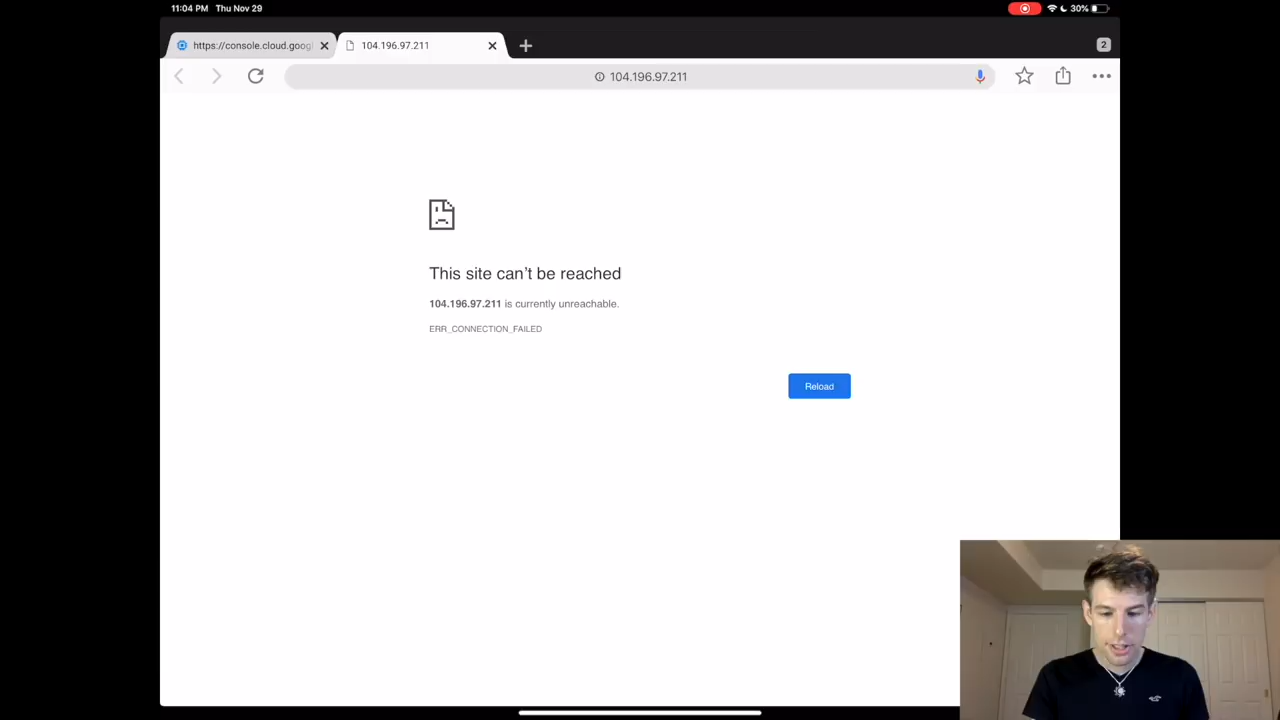 11:04 PM Thu Nov 29
30%
https://console.cloud.googl
104.196.97.211
2
104.196.97.211
This site can't be reached
104.196.97.211 is currently unreachable.
ERR_CONNECTION_FAILED
Reload